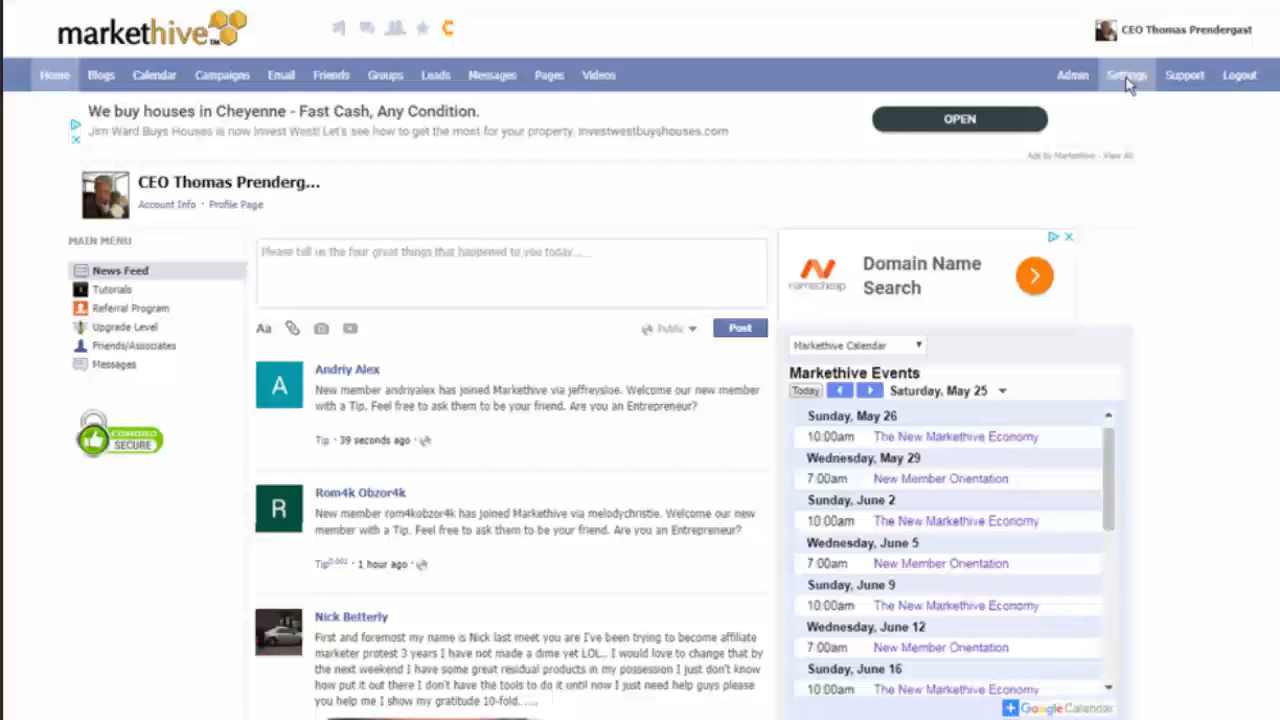 markethive
CEO Thomas Prendergast
Home Blogs Calendar Campaigns Email Friends Groups Leads Messages Pages Videos Admin Settings Support Logout
We buy houses in Cheyenne - Fast Cash, Any Condition.
Jim Ward Buys Houses is now Invest West! Let's see how to get the most for your property. investwestbuyshouses.com
OPEN
Ads By Markethive - View All
CEO Thomas Prenderg...
Account Info · Profile Page
MAIN MENU
News Feed
Tutorials
Referral Program
Upgrade Level
Friends/Associates
Messages
COMODO
SECURE
Please tell us the four great things that happened to you today....
Aa
Public
Post
A
Andriy Alex
New member andriyalex has joined Markethive via jeffreysloe. Welcome our new member
with a Tip. Feel free to ask them to be your friend. Are you an Entrepreneur?
Tip · 39 seconds ago ·
R
Rom4k Obzor4k
New member rom4kobzor4k has joined Markethive via melodychristie. Welcome our new
member with a Tip. Feel free to ask them to be your friend. Are you an Entrepreneur?
Tip 0.002 · 1 hour ago ·
Nick Betterly
First and foremost my name is Nick last meet you are I've been trying to become affiliate
marketer protest 3 years I have not made a dime yet LOL.. I would love to change that by
the next weekend I have some great residual products in my possession I just don't know
how put it out there I don't have the tools to do it until now I just need help guys please
you help me I show my gratitude 10-fold. ....
namecheap
Domain Name
Search
Markethive Calendar
Markethive Events
Today Saturday, May 25
Sunday, May 26
10:00am The New Markethive Economy
Wednesday, May 29
7:00am New Member Orientation
Sunday, June 2
10:00am The New Markethive Economy
Wednesday, June 5
7:00am New Member Orientation
Sunday, June 9
10:00am The New Markethive Economy
Wednesday, June 12
7:00am New Member Orientation
Sunday, June 16
10:00am The New Markethive Economy
Google Calendar